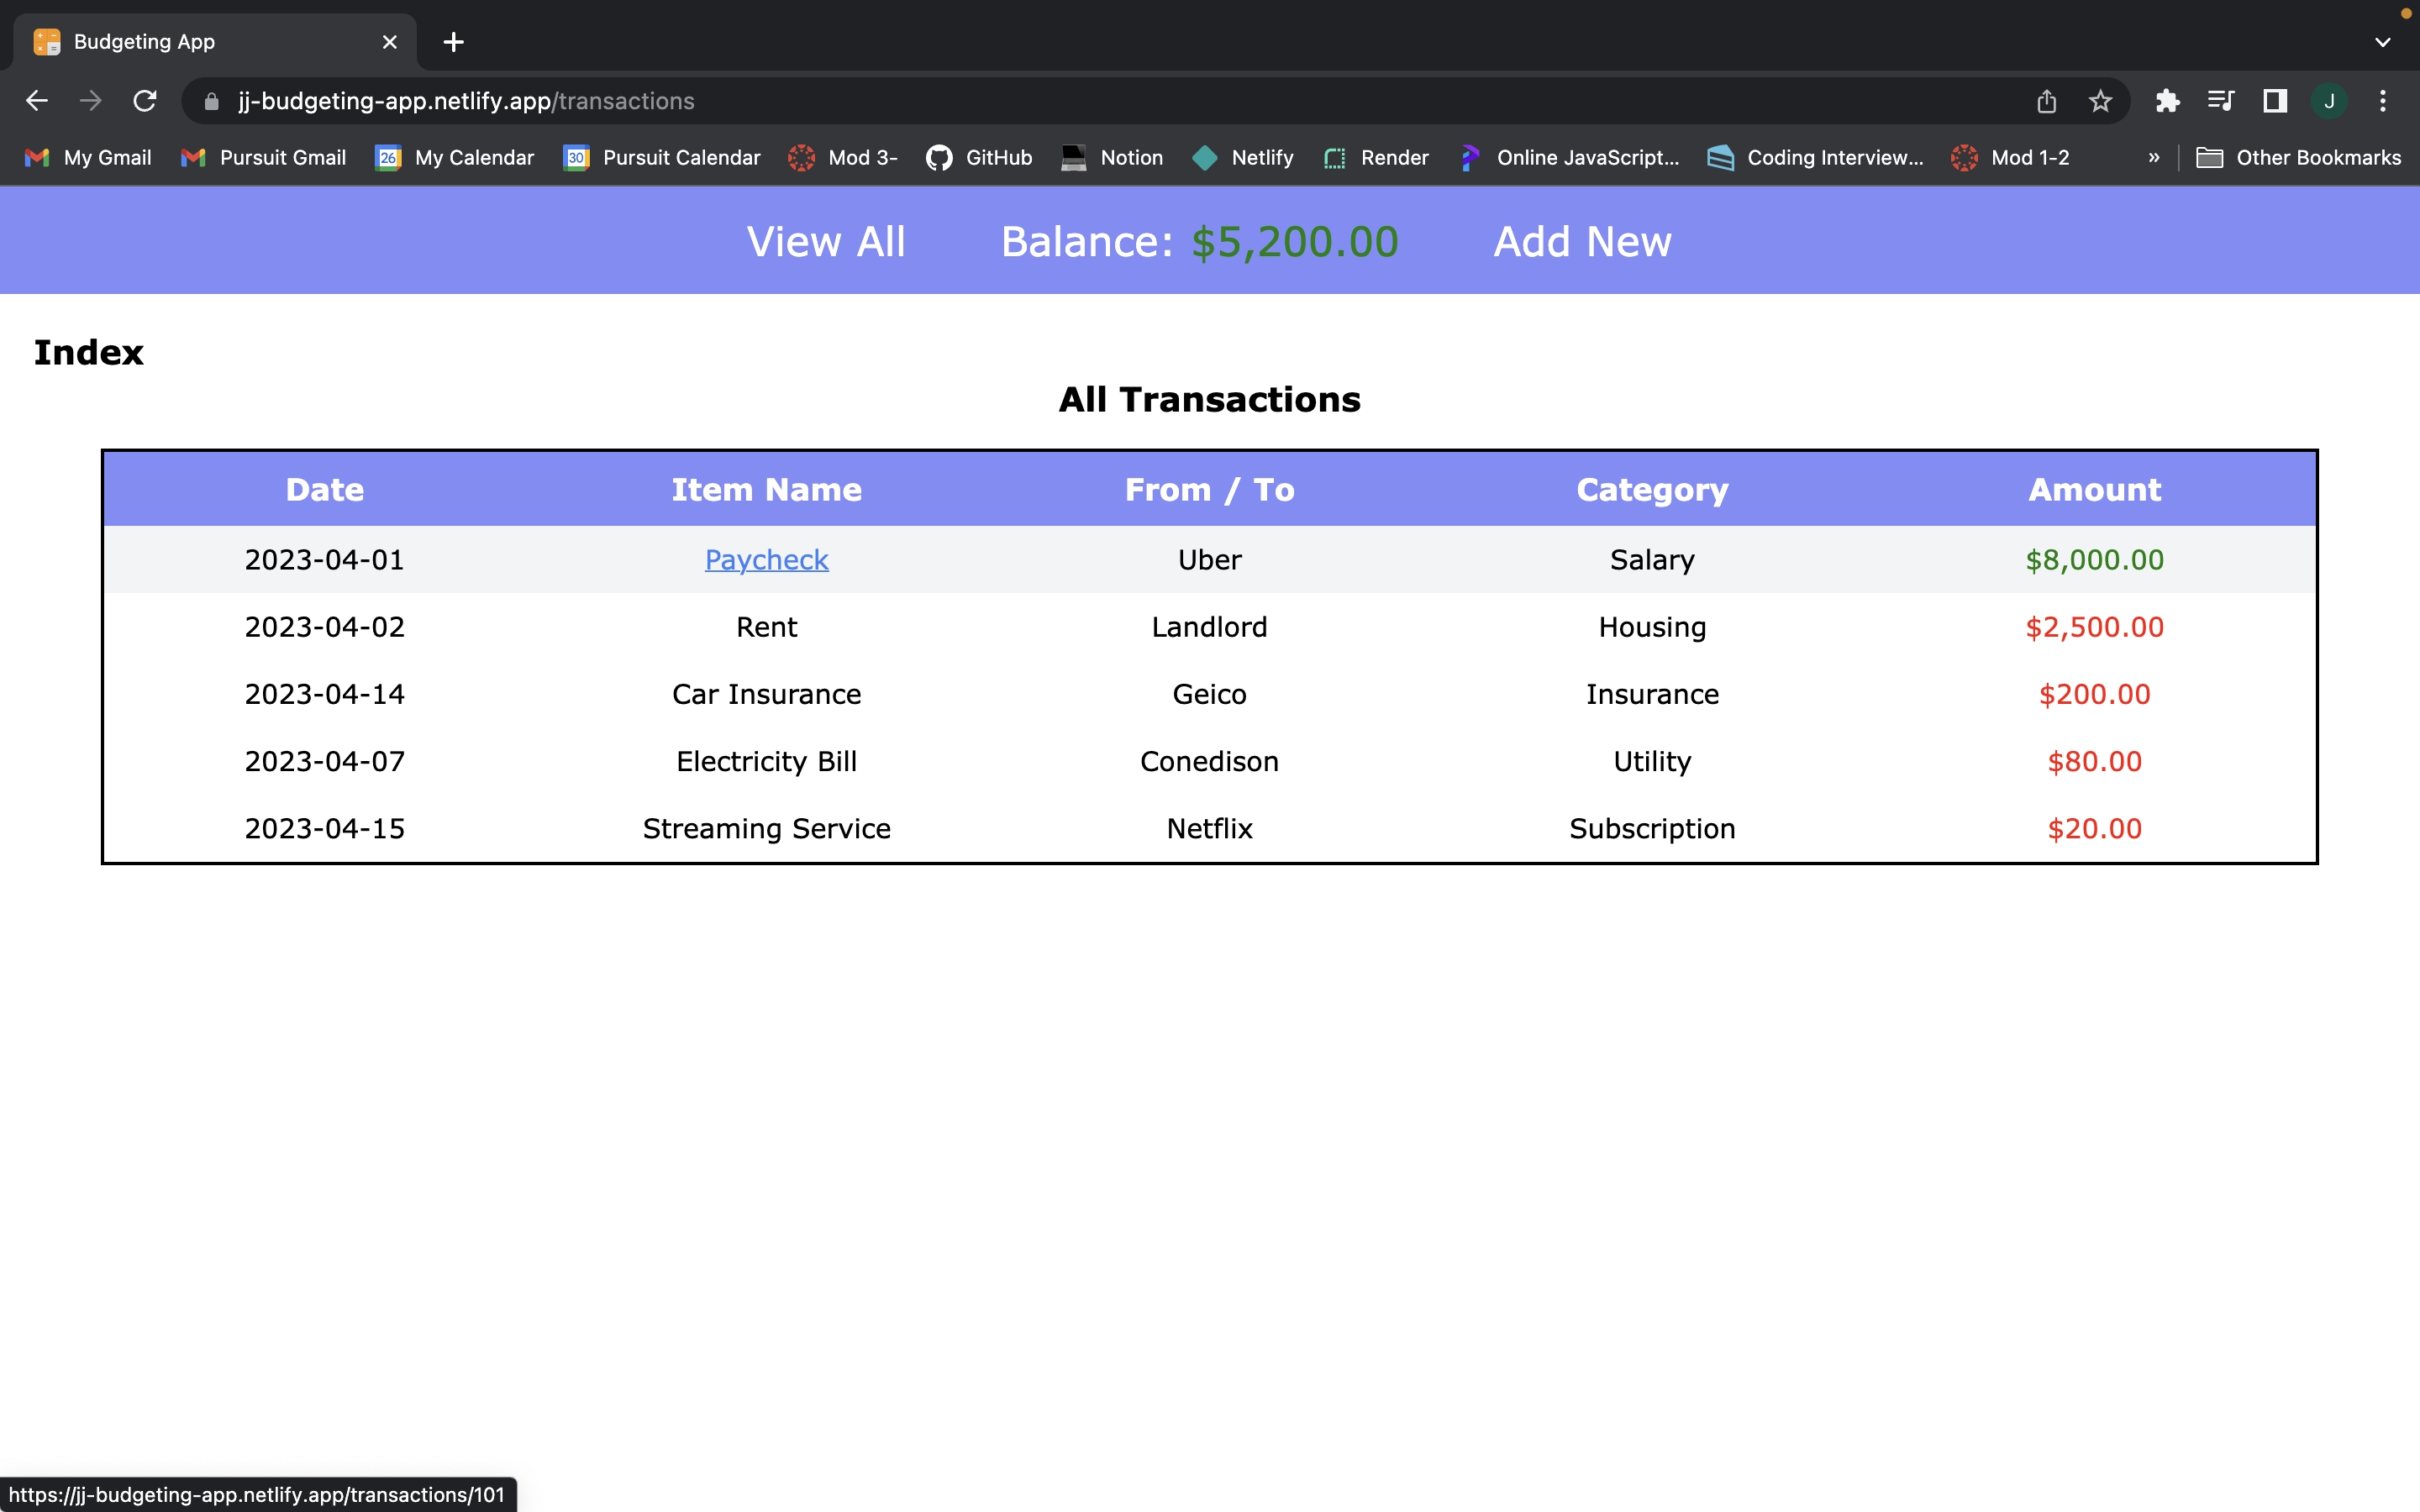 Budgeting App
jj-budgeting-app.netlify.app/transactions
J
My Gmail Pursuit Gmail 26 My Calendar 30 Pursuit Calendar Mod 3- GitHub Notion Netlify Render Online JavaScript... Coding Interview... Mod 1-2 » Other Bookmarks
View All Balance: $5,200.00 Add New
Index
All Transactions
Date Item Name From / To Category Amount
2023-04-01 Paycheck Uber Salary $8,000.00
2023-04-02 Rent Landlord Housing $2,500.00
2023-04-14 Car Insurance Geico Insurance $200.00
2023-04-07 Electricity Bill Conedison Utility $80.00
2023-04-15 Streaming Service Netflix Subscription $20.00
https://jj-budgeting-app.netlify.app/transactions/101